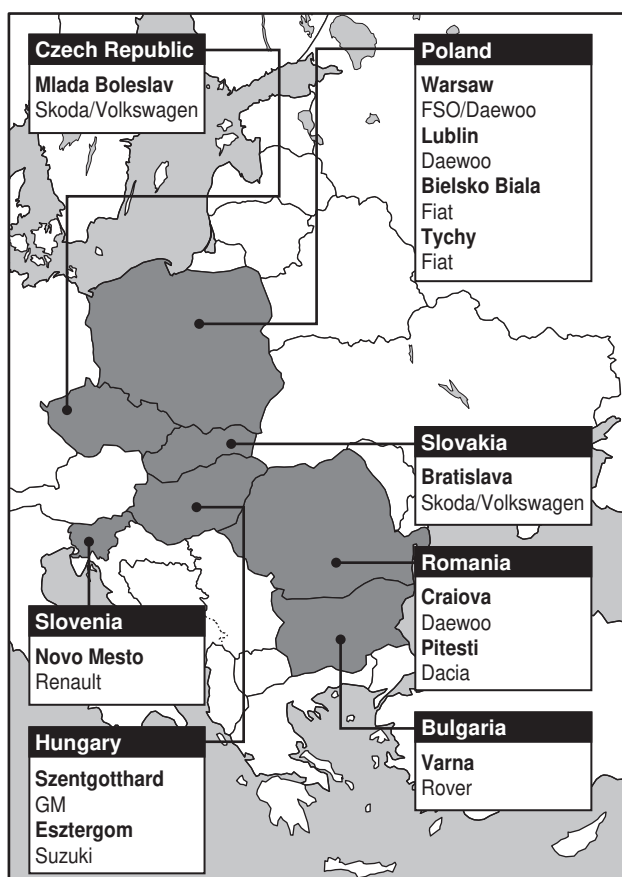 Czech Republic
Mlada Boleslav
Skoda/Volkswagen
Poland
Warsaw
FSO/Daewoo
Lublin
Daewoo
Bielsko Biala
Fiat
Tychy
Fiat
Slovakia
Bratislava
Skoda/Volkswagen
Romania
Craiova
Daewoo
Pitesti
Dacia
Slovenia
Novo Mesto
Renault
Hungary
Szentgotthard
GM
Esztergom
Suzuki
Bulgaria
Varna
Rover